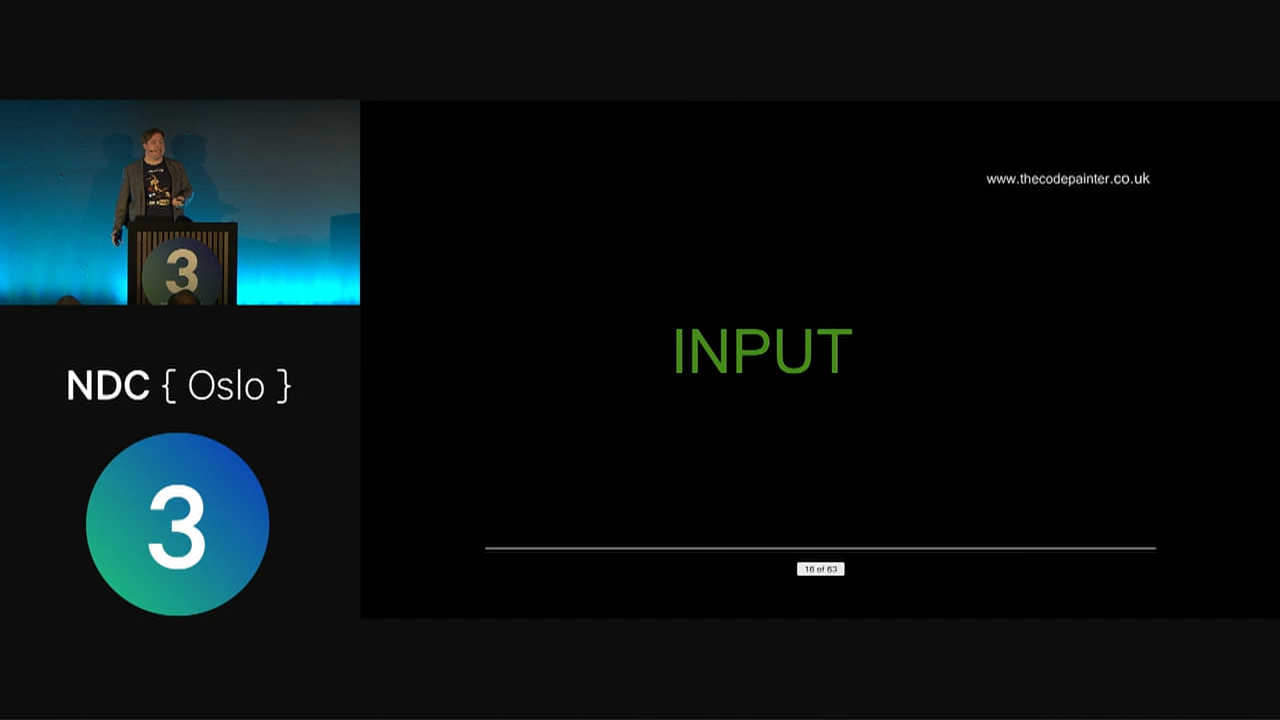 www.thecodepainter.co.uk
INPUT
16 of 63
3
NDC { Oslo }
3